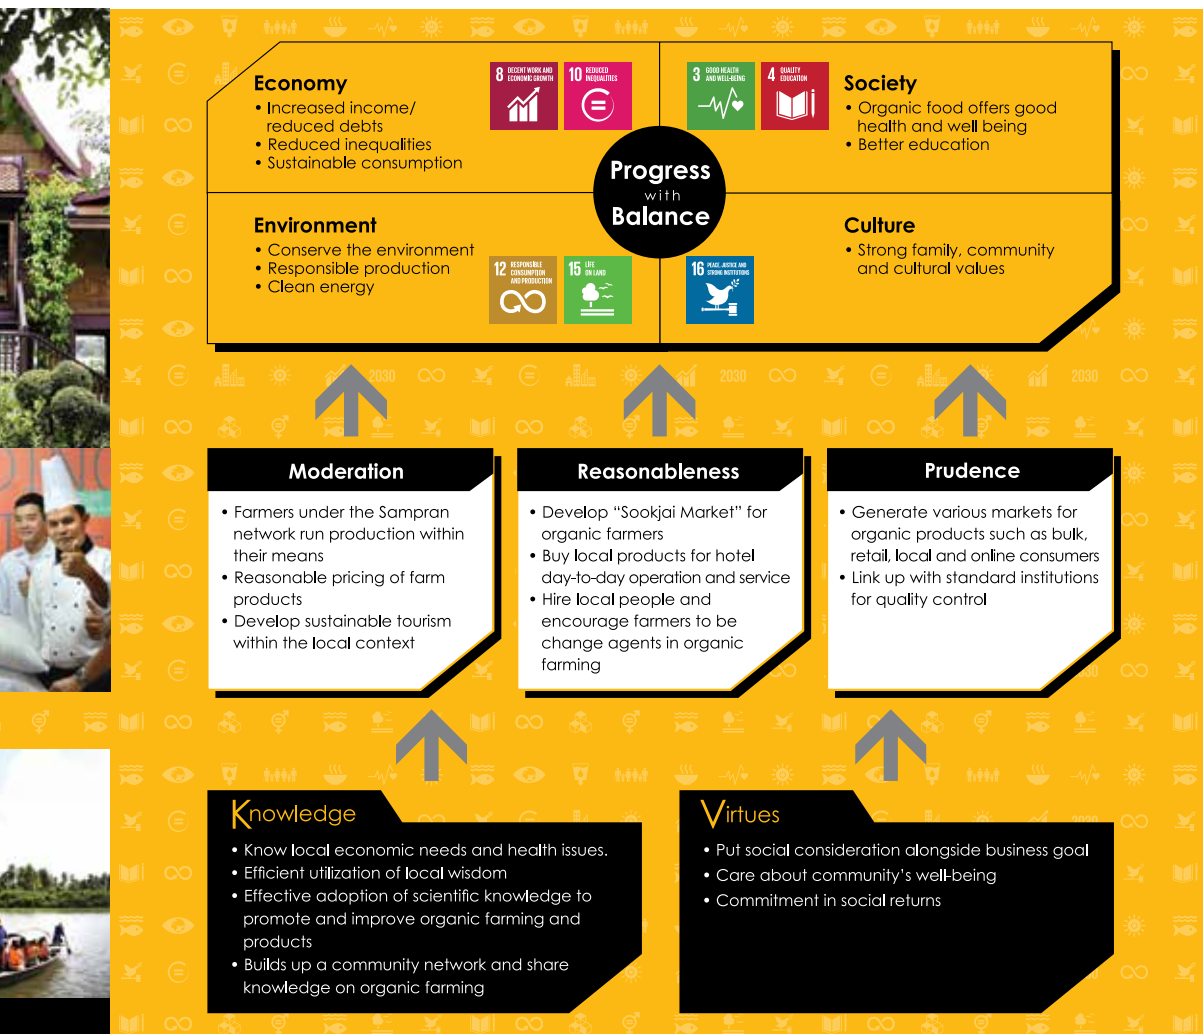 Economy
• Increased income/
reduced debts
• Reduced inequalities
• Sustainable consumption
8 DECENT WORK AND
ECONOMIC GROWTH
10 REDUCED
INEQUALITIES
3 GOOD HEALTH
AND WELL-BEING
4 QUALITY
EDUCATION
Society
• Organic food offers good
health and well being
• Better education
Progress
with
Balance
Environment
• Conserve the environment
• Responsible production
• Clean energy
12 RESPONSIBLE
CONSUMPTION
AND PRODUCTION
15 LIFE
ON LAND
16 PEACE, JUSTICE AND
STRONG INSTITUTIONS
Culture
• Strong family, community
and cultural values
2030
2030
2030
Moderation
• Farmers under the Sampran
network run production within
their means
• Reasonable pricing of farm
products
• Develop sustainable tourism
within the local context
Reasonableness
• Develop “Sookjai Market” for
organic farmers
• Buy local products for hotel
day-to-day operation and service
• Hire local people and
encourage farmers to be
change agents in organic
farming
Prudence
• Generate various markets for
organic products such as bulk,
retail, local and online consumers
• Link up with standard institutions
for quality control
Knowledge
• Know local economic needs and health issues.
• Efficient utilization of local wisdom
• Effective adoption of scientific knowledge to
promote and improve organic farming and
products
• Builds up a community network and share
knowledge on organic farming
Virtues
• Put social consideration alongside business goal
• Care about community’s well-being
• Commitment in social returns